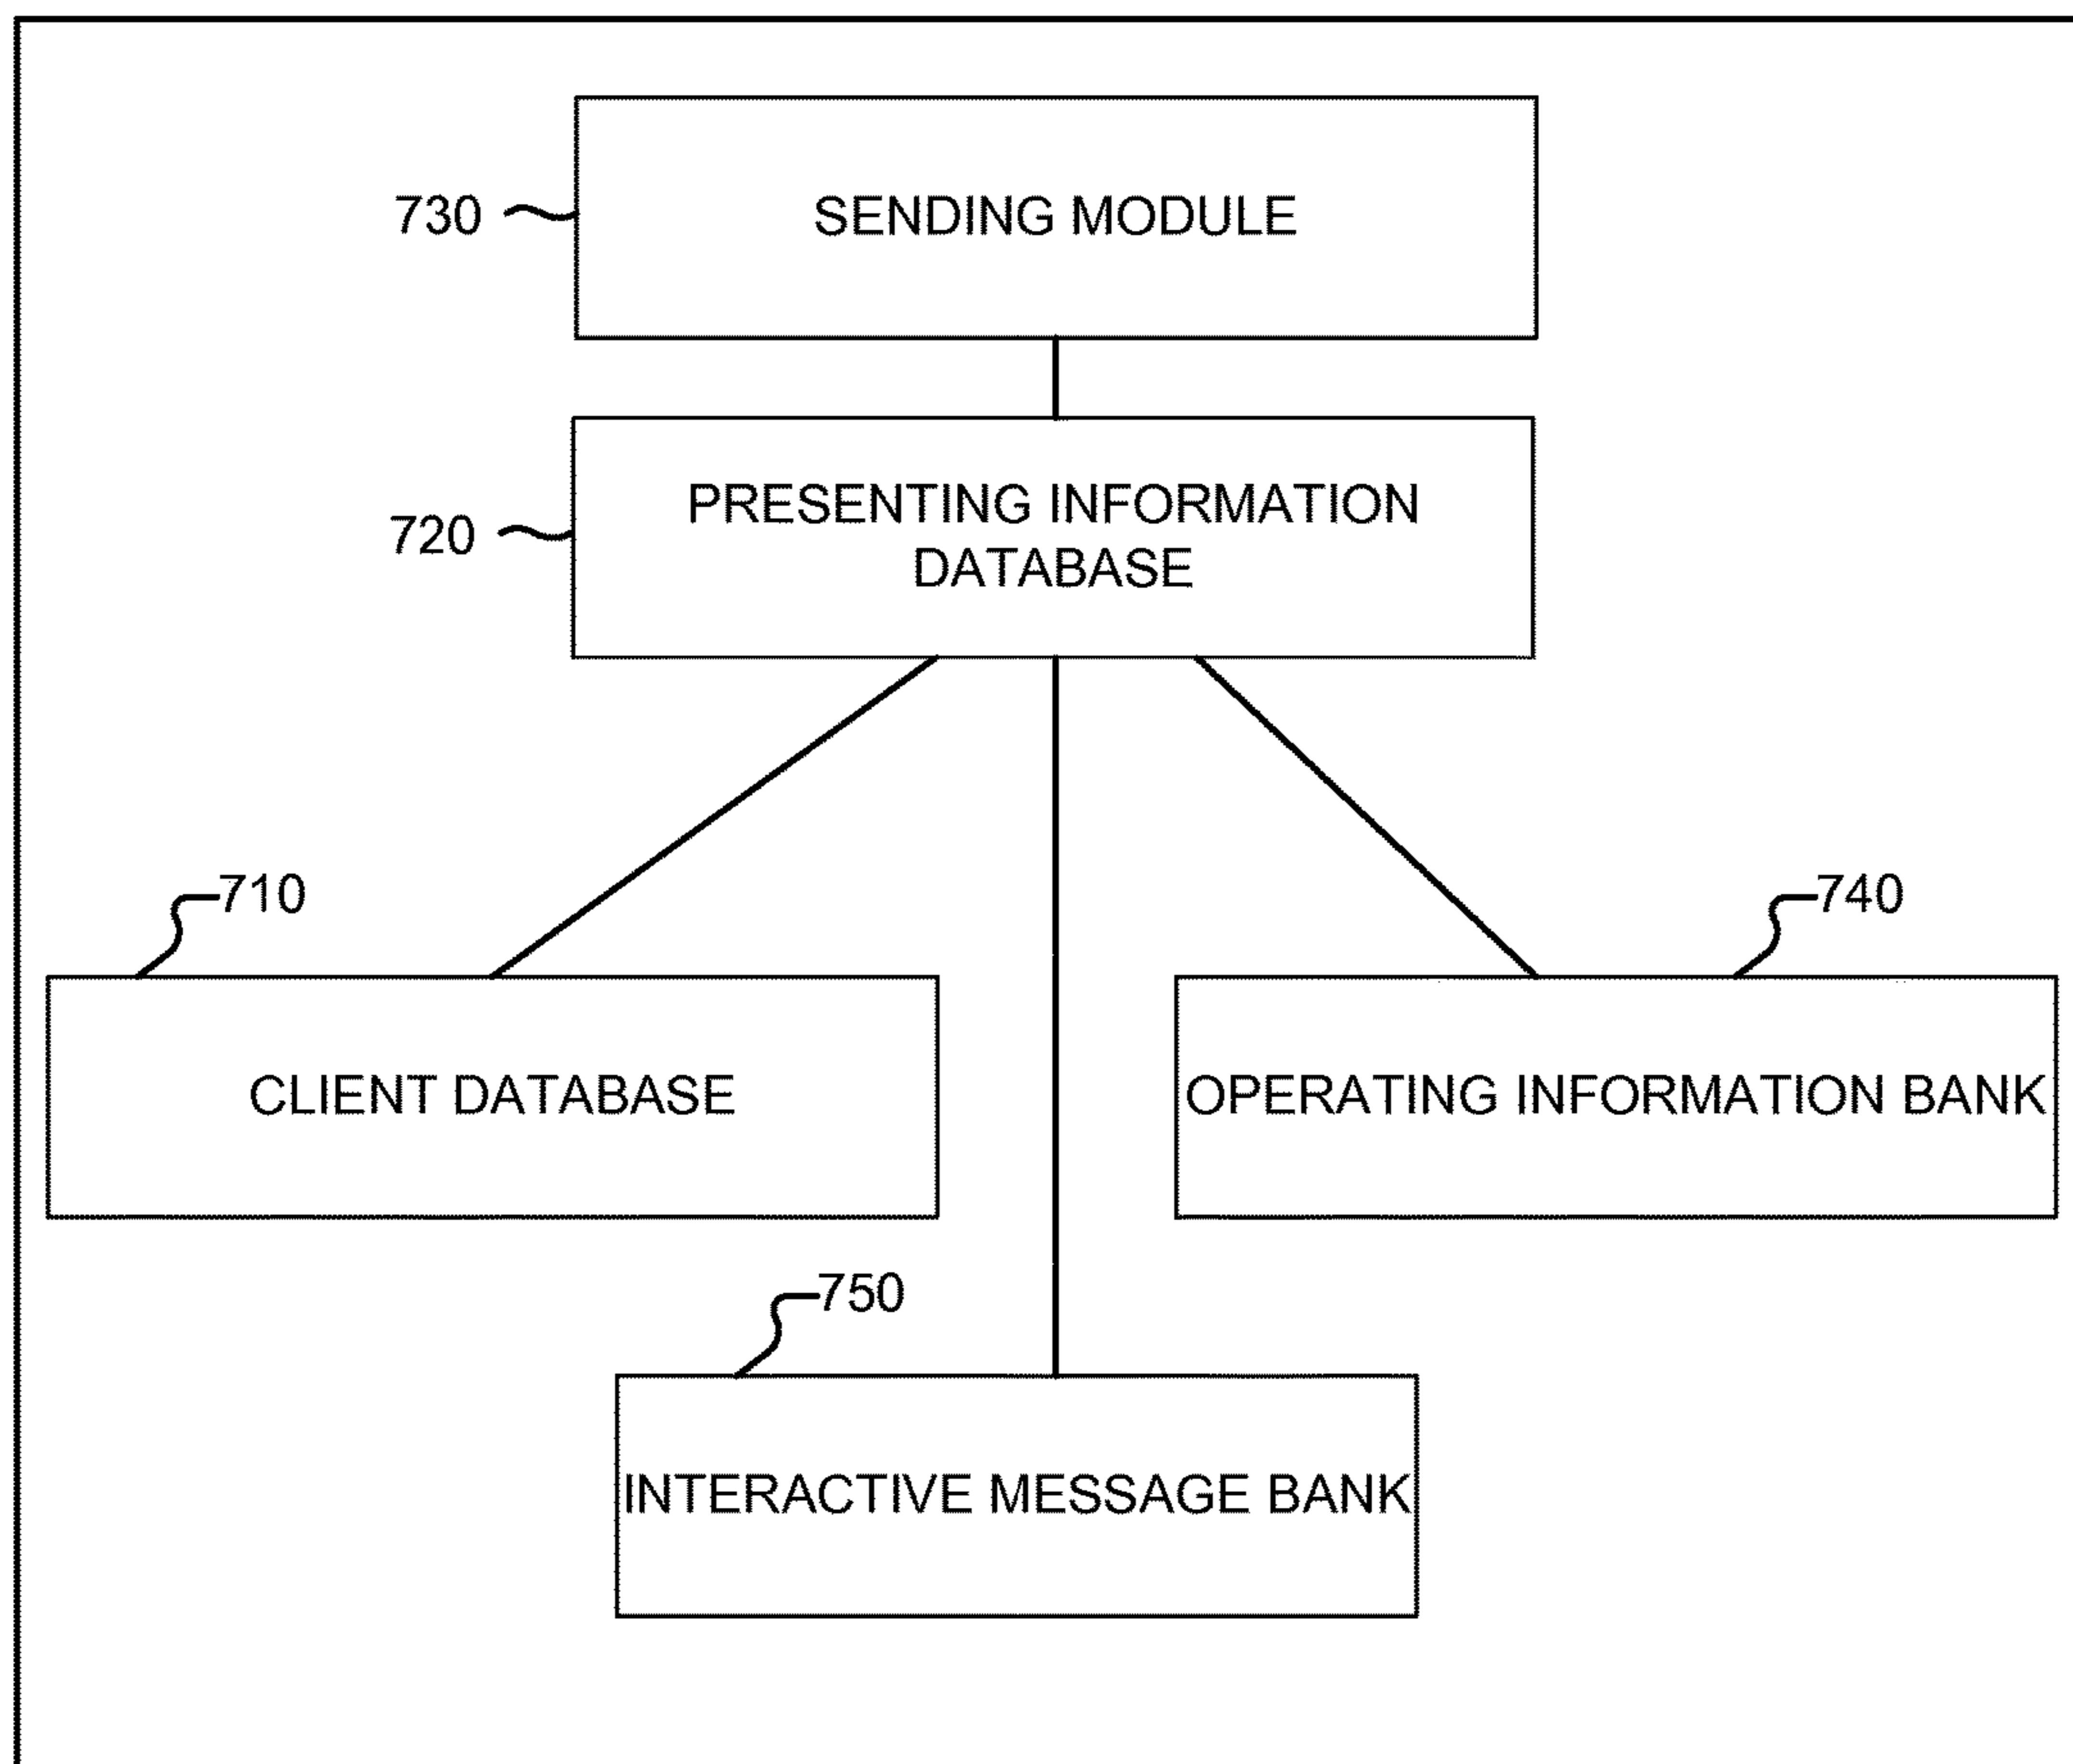 730
SENDING MODULE
720
PRESENTING INFORMATION
DATABASE
710
740
CLIENT DATABASE
OPERATING INFORMATION BANK
750
INTERACTIVE MESSAGE BANK